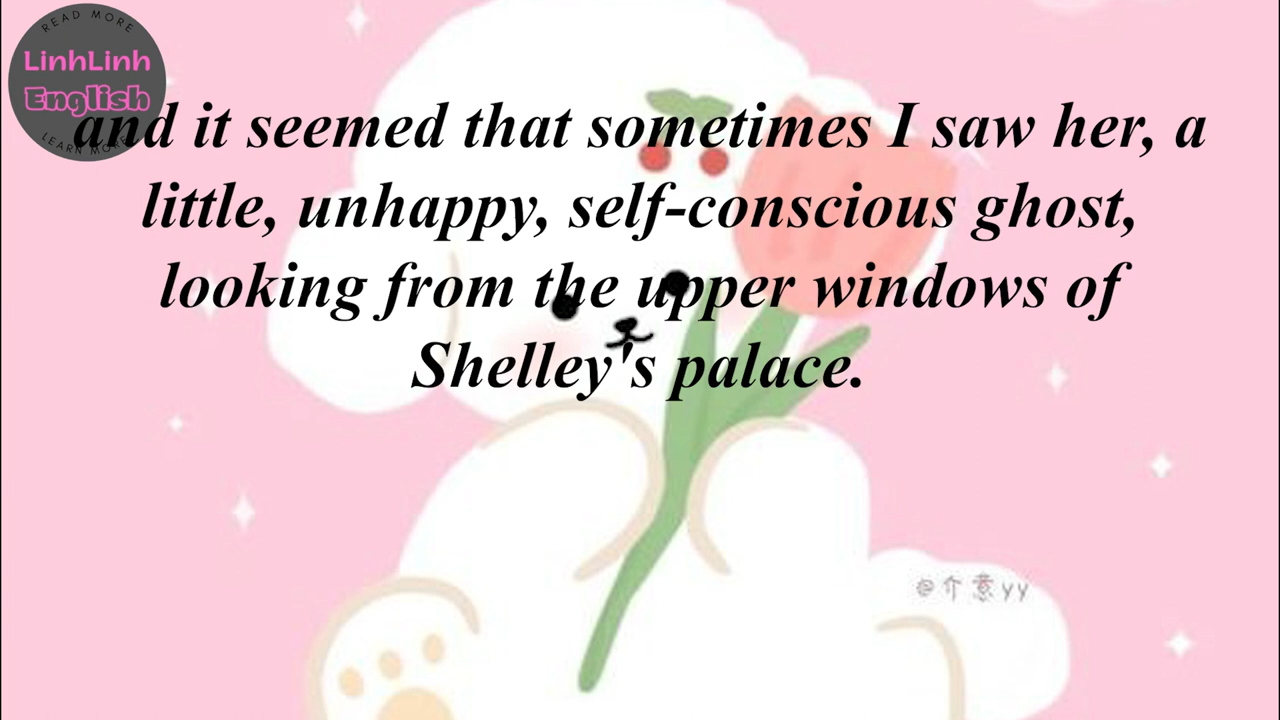 READ MORE
LinhLinh
English
LEARN MORE
and it seemed that sometimes I saw her, a
little, unhappy, self-conscious ghost,
looking from the upper windows of
Shelley's palace.
@介意yy